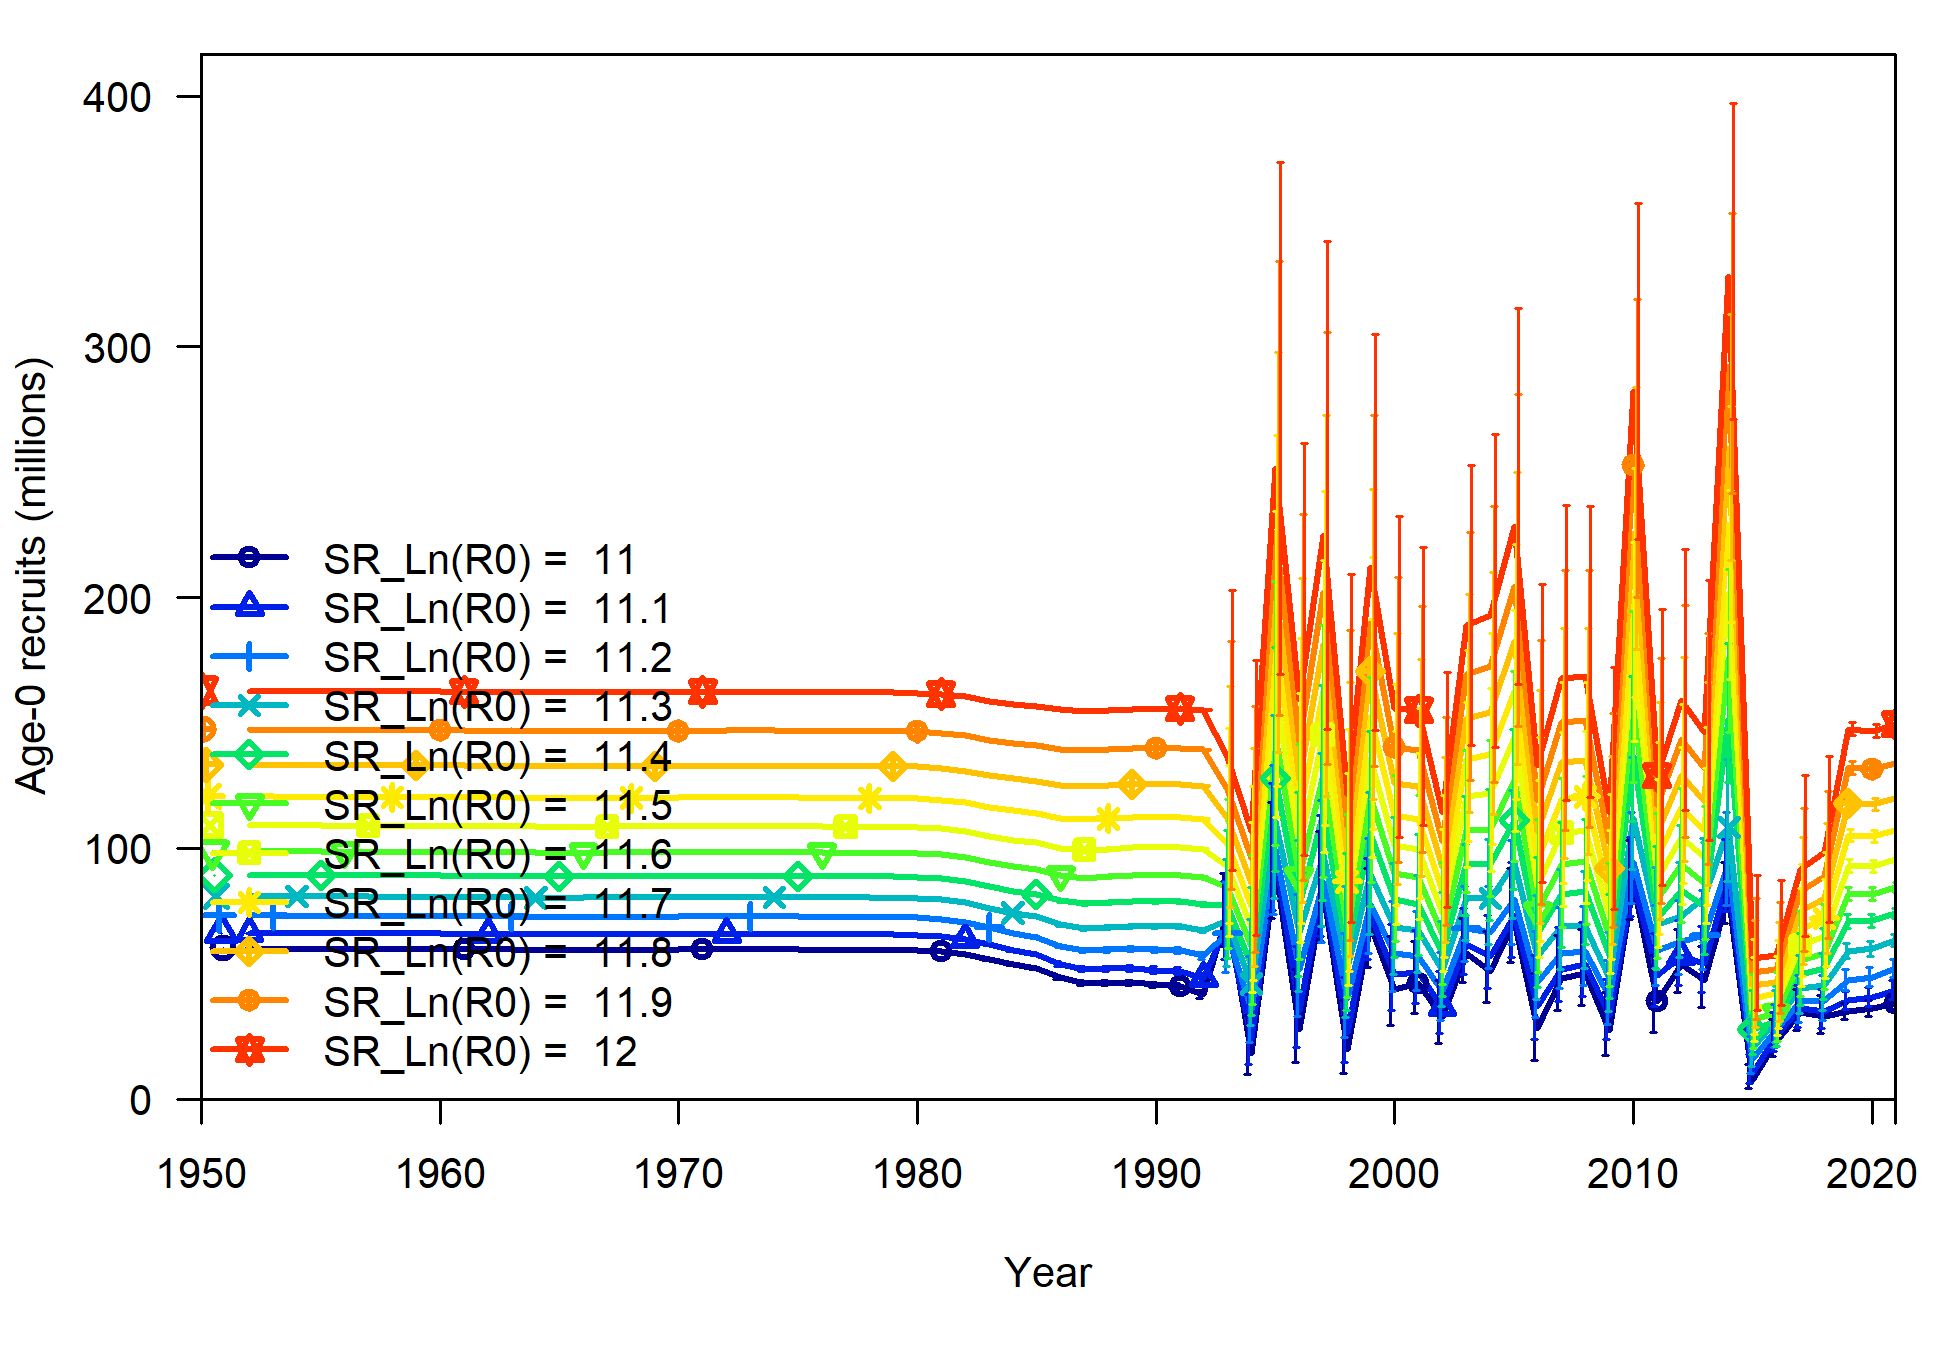 400
300
200
100
0
Age-0 recruits (millions)
SR_Ln(R0) = 11
SR_Ln(R0) = 11.1
SR_Ln(R0) = 11.2
SR_Ln(R0) = 11.3
SR_Ln(R0) = 11.4
SR_Ln(R0) = 11.5
SR_Ln(R0) = 11.6
SR_Ln(R0) = 11.7
SR_Ln(R0) = 11.8
SR_Ln(R0) = 11.9
SR_Ln(R0) = 12
1950 1960 1970 1980 1990 2000 2010 2020
Year